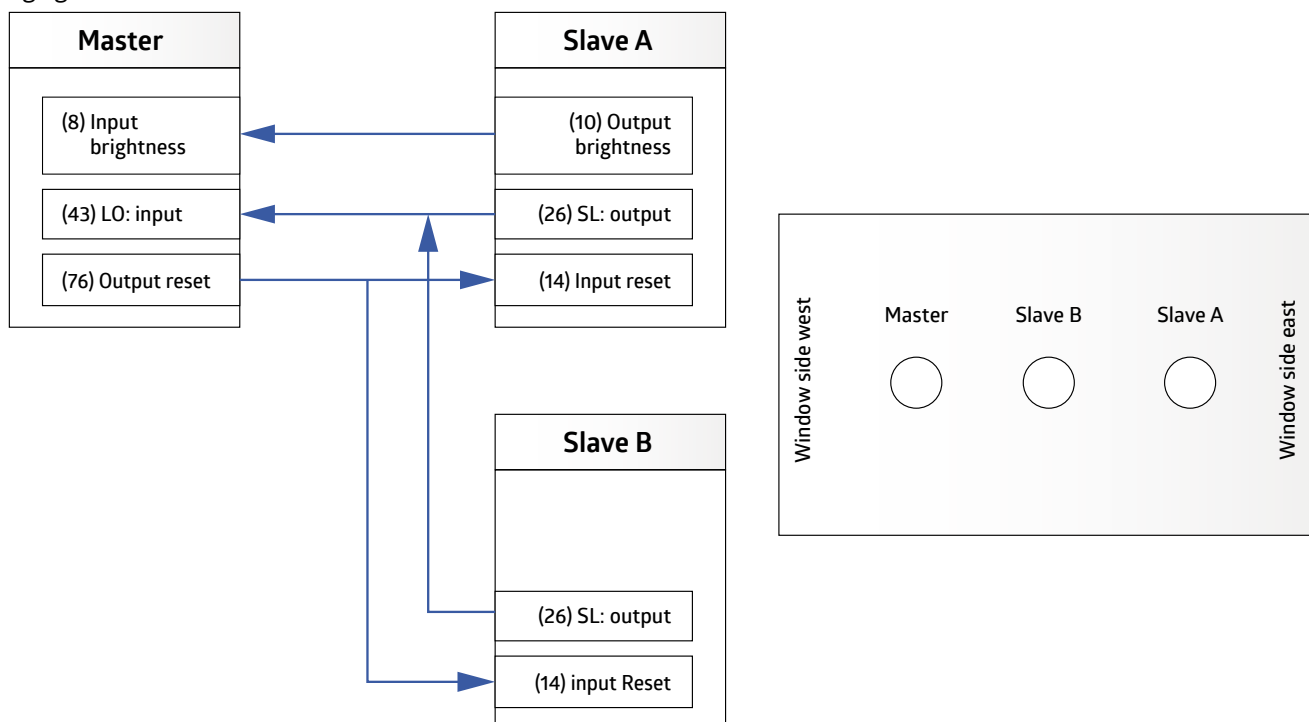 Master
(8) Input
brightness
(43) LO: input
(76) Output reset
Slave A
(10) Output
brightness
(26) SL: output
(14) Input reset
Slave B
(26) SL: output
(14) input Reset
Window side west
Master
Slave B
Slave A
Window side east